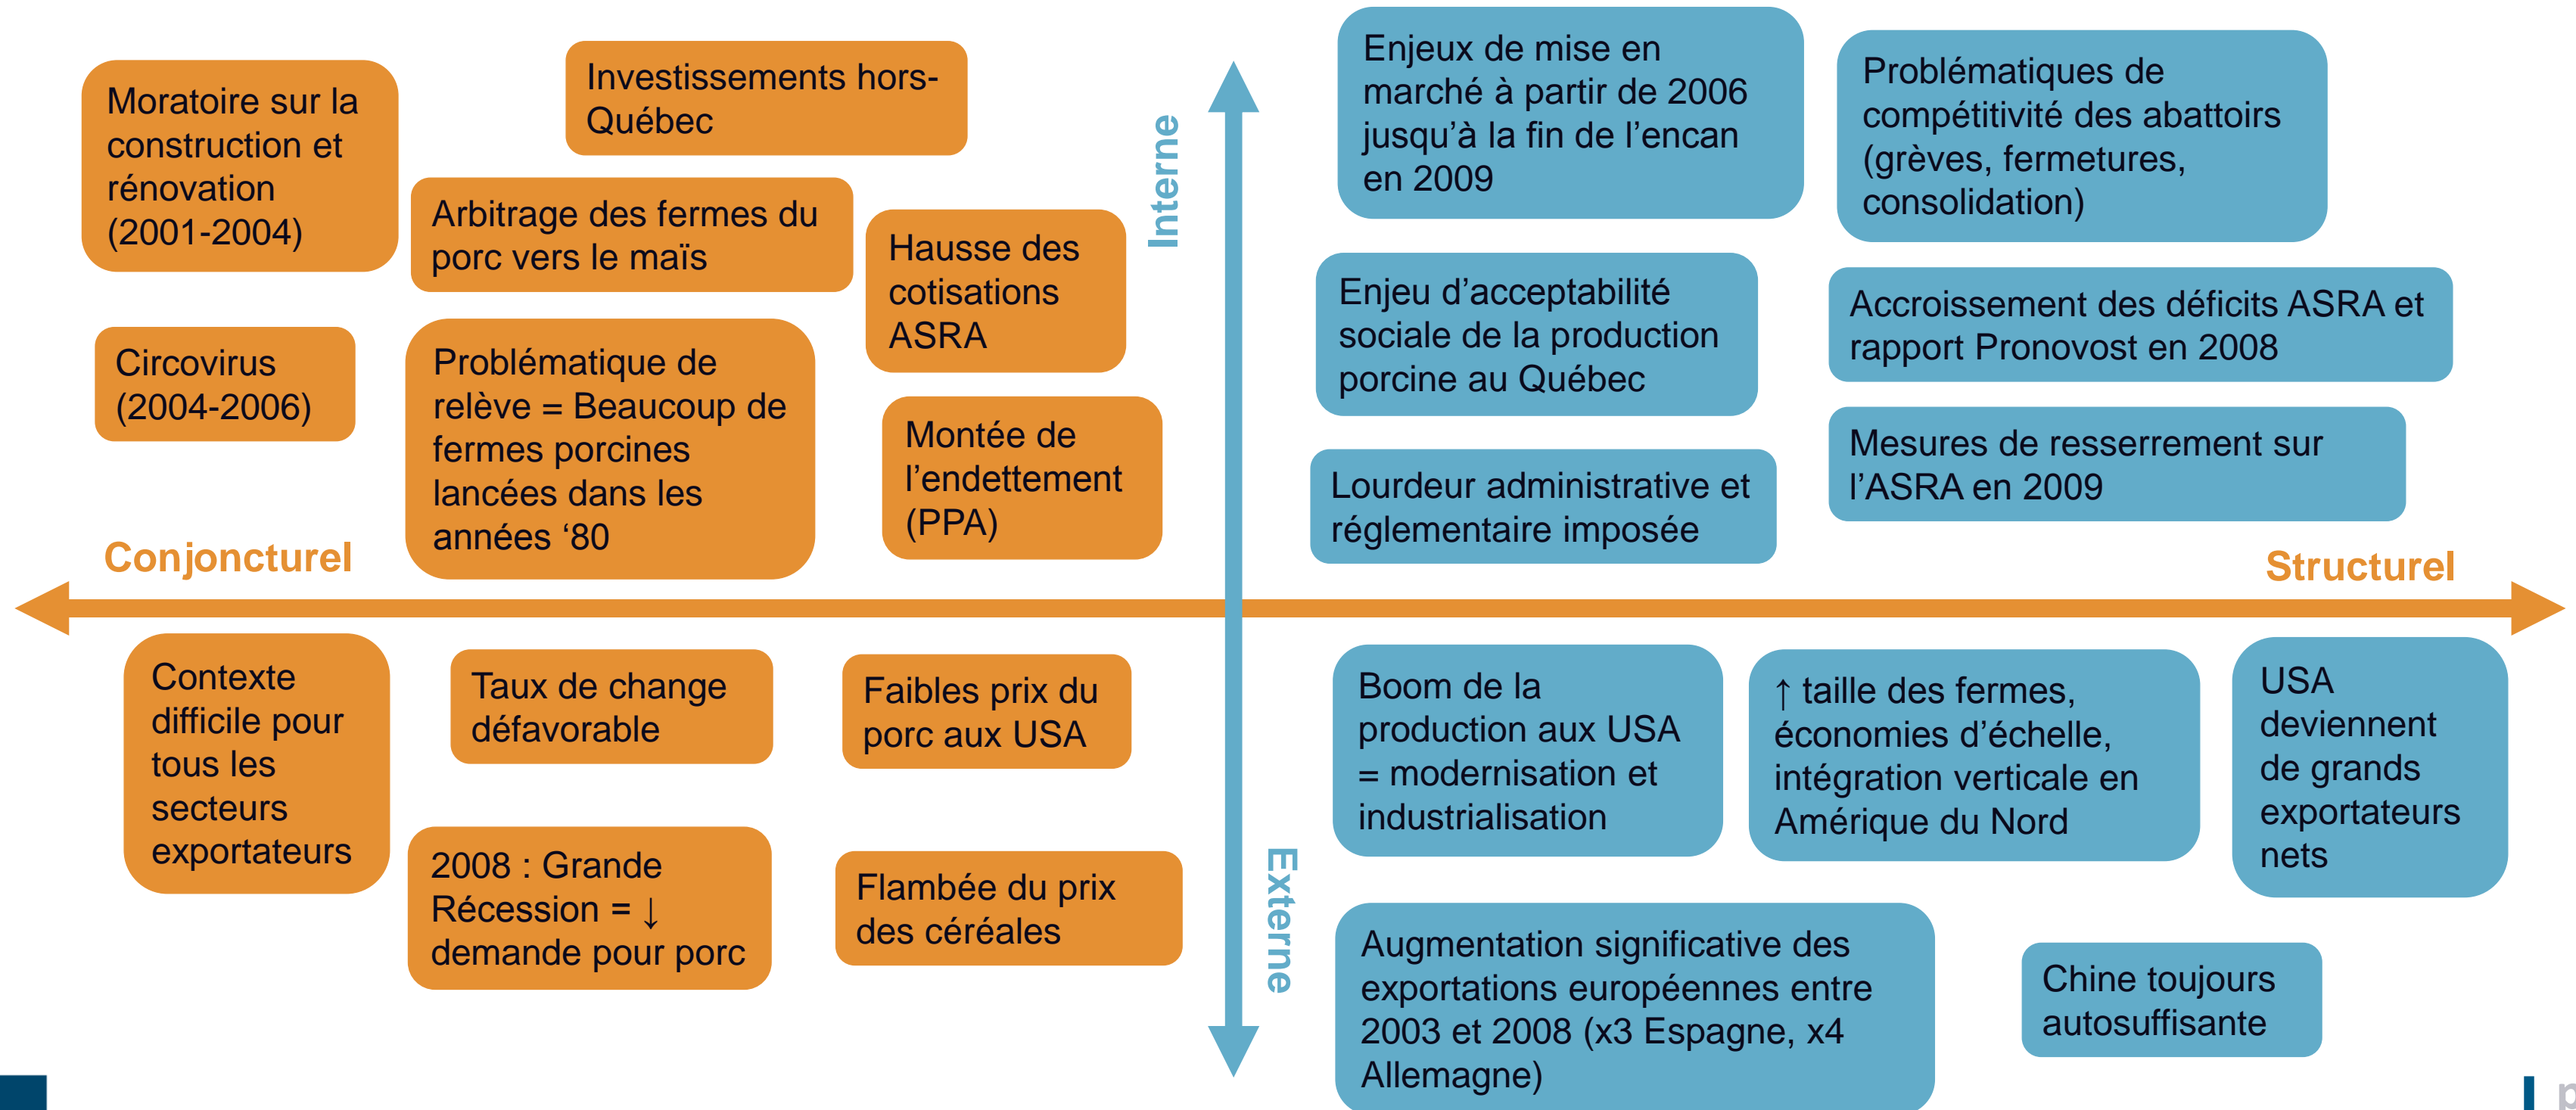 Moratoire sur la
construction et
rénovation
(2001-2004)
Investissements hors-
Québec
Arbitrage des fermes du
porc vers le maïs
Hausse des
cotisations
ASRA
Circovirus
(2004-2006)
Problématique de
relève = Beaucoup de
fermes porcines
lancées dans les
années ‘80
Montée de
l’endettement
(PPA)
Interne
Enjeux de mise en
marché à partir de 2006
jusqu’à la fin de l’encan
en 2009
Problématiques de
compétitivité des abattoirs
(grèves, fermetures,
consolidation)
Enjeu d’acceptabilité
sociale de la production
porcine au Québec
Accroissement des déficits ASRA et
rapport Pronovost en 2008
Lourdeur administrative et
réglementaire imposée
Mesures de resserrement sur
l’ASRA en 2009
Conjoncturel
Structurel
Contexte
difficile pour
tous les
secteurs
exportateurs
Taux de change
défavorable
Faibles prix du
porc aux USA
2008 : Grande
Récession = ↓
demande pour porc
Flambée du prix
des céréales
Externe
Boom de la
production aux USA
= modernisation et
industrialisation
↑ taille des fermes,
économies d’échelle,
intégration verticale en
Amérique du Nord
USA
deviennent
de grands
exportateurs
nets
Augmentation significative des
exportations européennes entre
2003 et 2008 (x3 Espagne, x4
Allemagne)
Chine toujours
autosuffisante